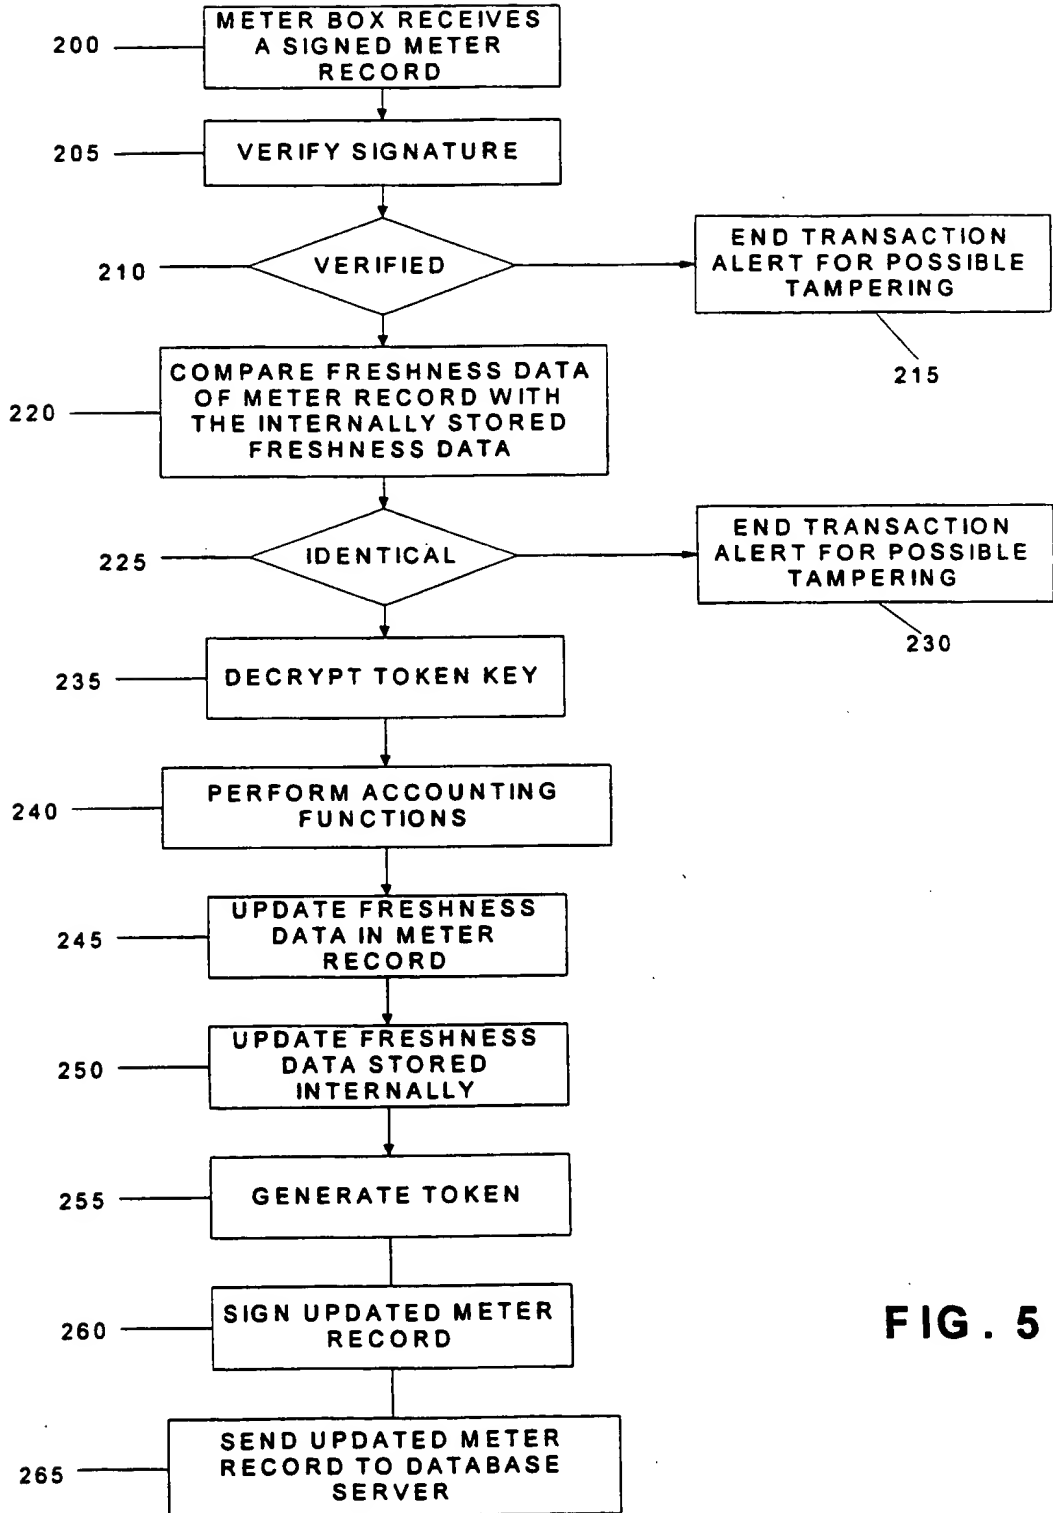 METER BOX RECEIVES
A SIGNED METER
RECORD
200
VERIFY SIGNATURE
205
VERIFIED
210
END TRANSACTION
ALERT FOR POSSIBLE
TAMPERING
215
COMPARE FRESHNESS DATA
OF METER RECORD WITH
THE INTERNALLY STORED
FRESHNESS DATA
220
IDENTICAL
225
END TRANSACTION
ALERT FOR POSSIBLE
TAMPERING
230
DECRYPT TOKEN KEY
235
PERFORM ACCOUNTING
FUNCTIONS
240
UPDATE FRESHNESS
DATA IN METER
RECORD
245
UPDATE FRESHNESS
DATA STORED
INTERNALLY
250
GENERATE TOKEN
255
SIGN UPDATED METER
RECORD
260
SEND UPDATED METER
RECORD TO DATABASE
SERVER
265
FIG. 5